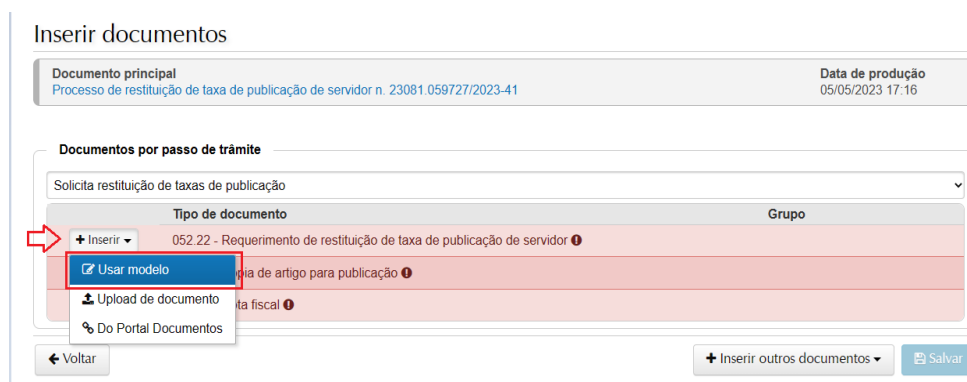 Inserir documentos
Documento principal
Data de produção
Processo de restituição de taxa de publicação de servidor n. 23081.059727/2023-41
05/05/2023 17:16
Documentos por passo de trâmite
Solicita restituição de taxas de publicação
Tipo de documento
Grupo
Inserir
052.22 - Requerimento de restituição de taxa de publicação de servidor
Usar modelo
pia de artigo para publicação
Upload de documento
ta fiscal
Do Portal Documentos
Voltar
Inserir outros documentos
Salvar